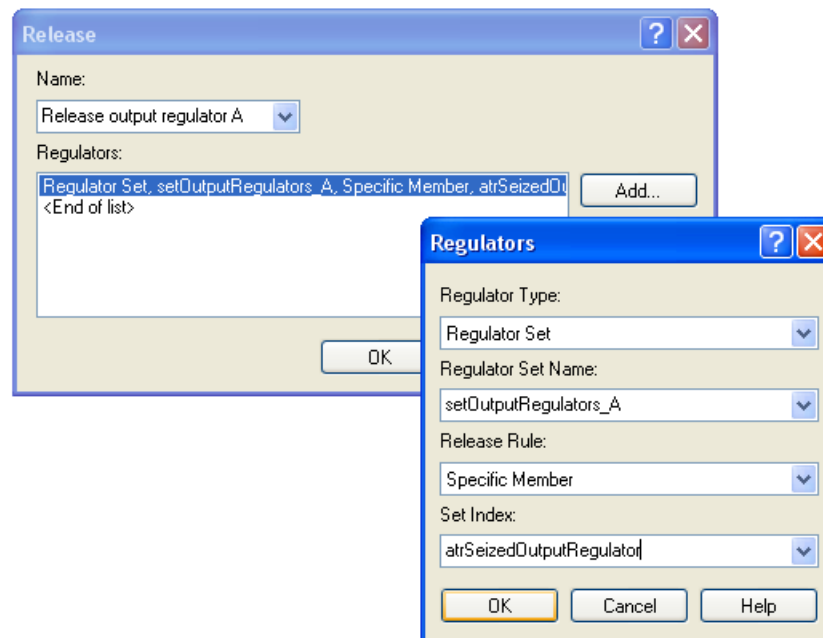 Release
Name:
Release output regulator A
Regulators:
Regulator Set, setOutputRegulators_A, Specific Member, atrSeizedOu
<End of list>
Add...
OK
Regulators
Regulator Type:
Regulator Set
Regulator Set Name:
setOutputRegulators_A
Release Rule:
Specific Member
Set Index:
atrSeizedOutputRegulator
OK
Cancel
Help